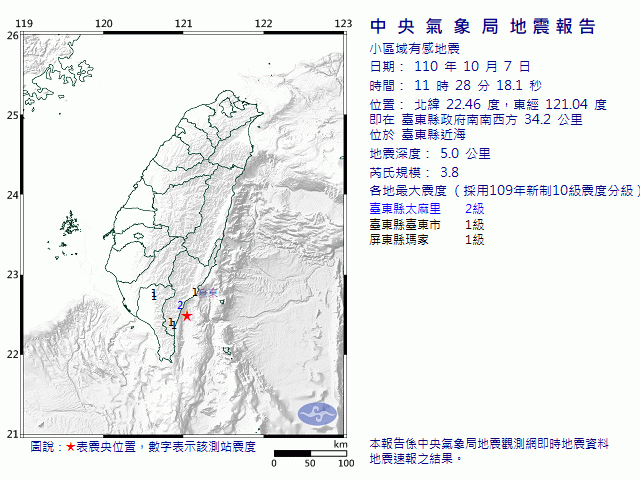 中央氣象局地震報告
小區域有感地震
日期： 110 年 10 月 7 日
時間： 11 時 28 分 18.1 秒
位置： 北緯 22.46 度，東經 121.04 度
即在 臺東縣政府南南西方 34.2 公里
位於 臺東縣近海
地震深度： 5.0 公里
芮氏規模： 3.8
各地最大震度（採用109年新制10級震度分級）
臺東縣太麻里 2級
臺東縣臺東市 1級
屏東縣瑪家 1級
本報告係中央氣象局地震觀測網即時地震資料
地震速報之結果。
119 120 121 122 123
26
25
24
23
22
21
1
1
2
1
1
臺東
圖說：★表震央位置，數字表示該測站震度
km
0 50 100